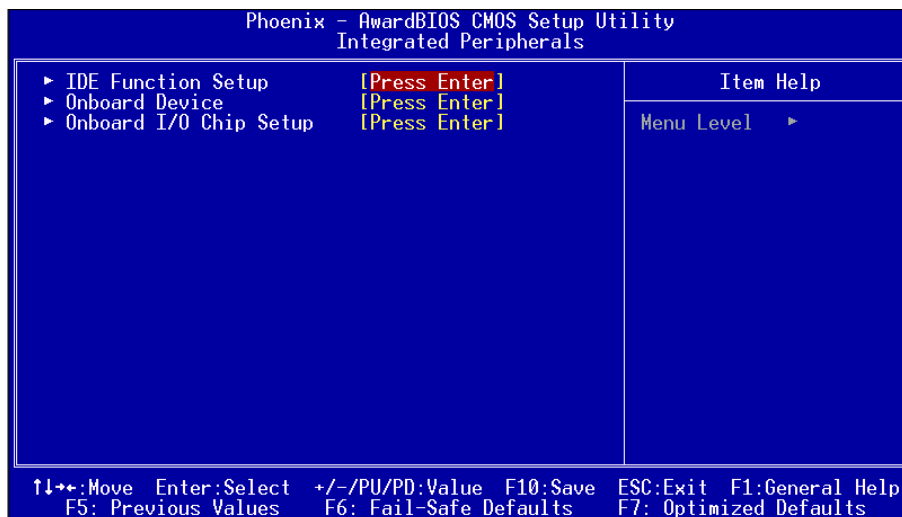 Phoenix - AwardBIOS CMOS Setup Utility
Integrated Peripherals
► IDE Function Setup [Press Enter]
► Onboard Device [Press Enter]
► Onboard I/O Chip Setup [Press Enter]
Item Help
Menu Level ►
↑↓→←:Move Enter:Select +/-/PU/PD:Value F10:Save ESC:Exit F1:General Help
F5: Previous Values F6: Fail-Safe Defaults F7: Optimized Defaults